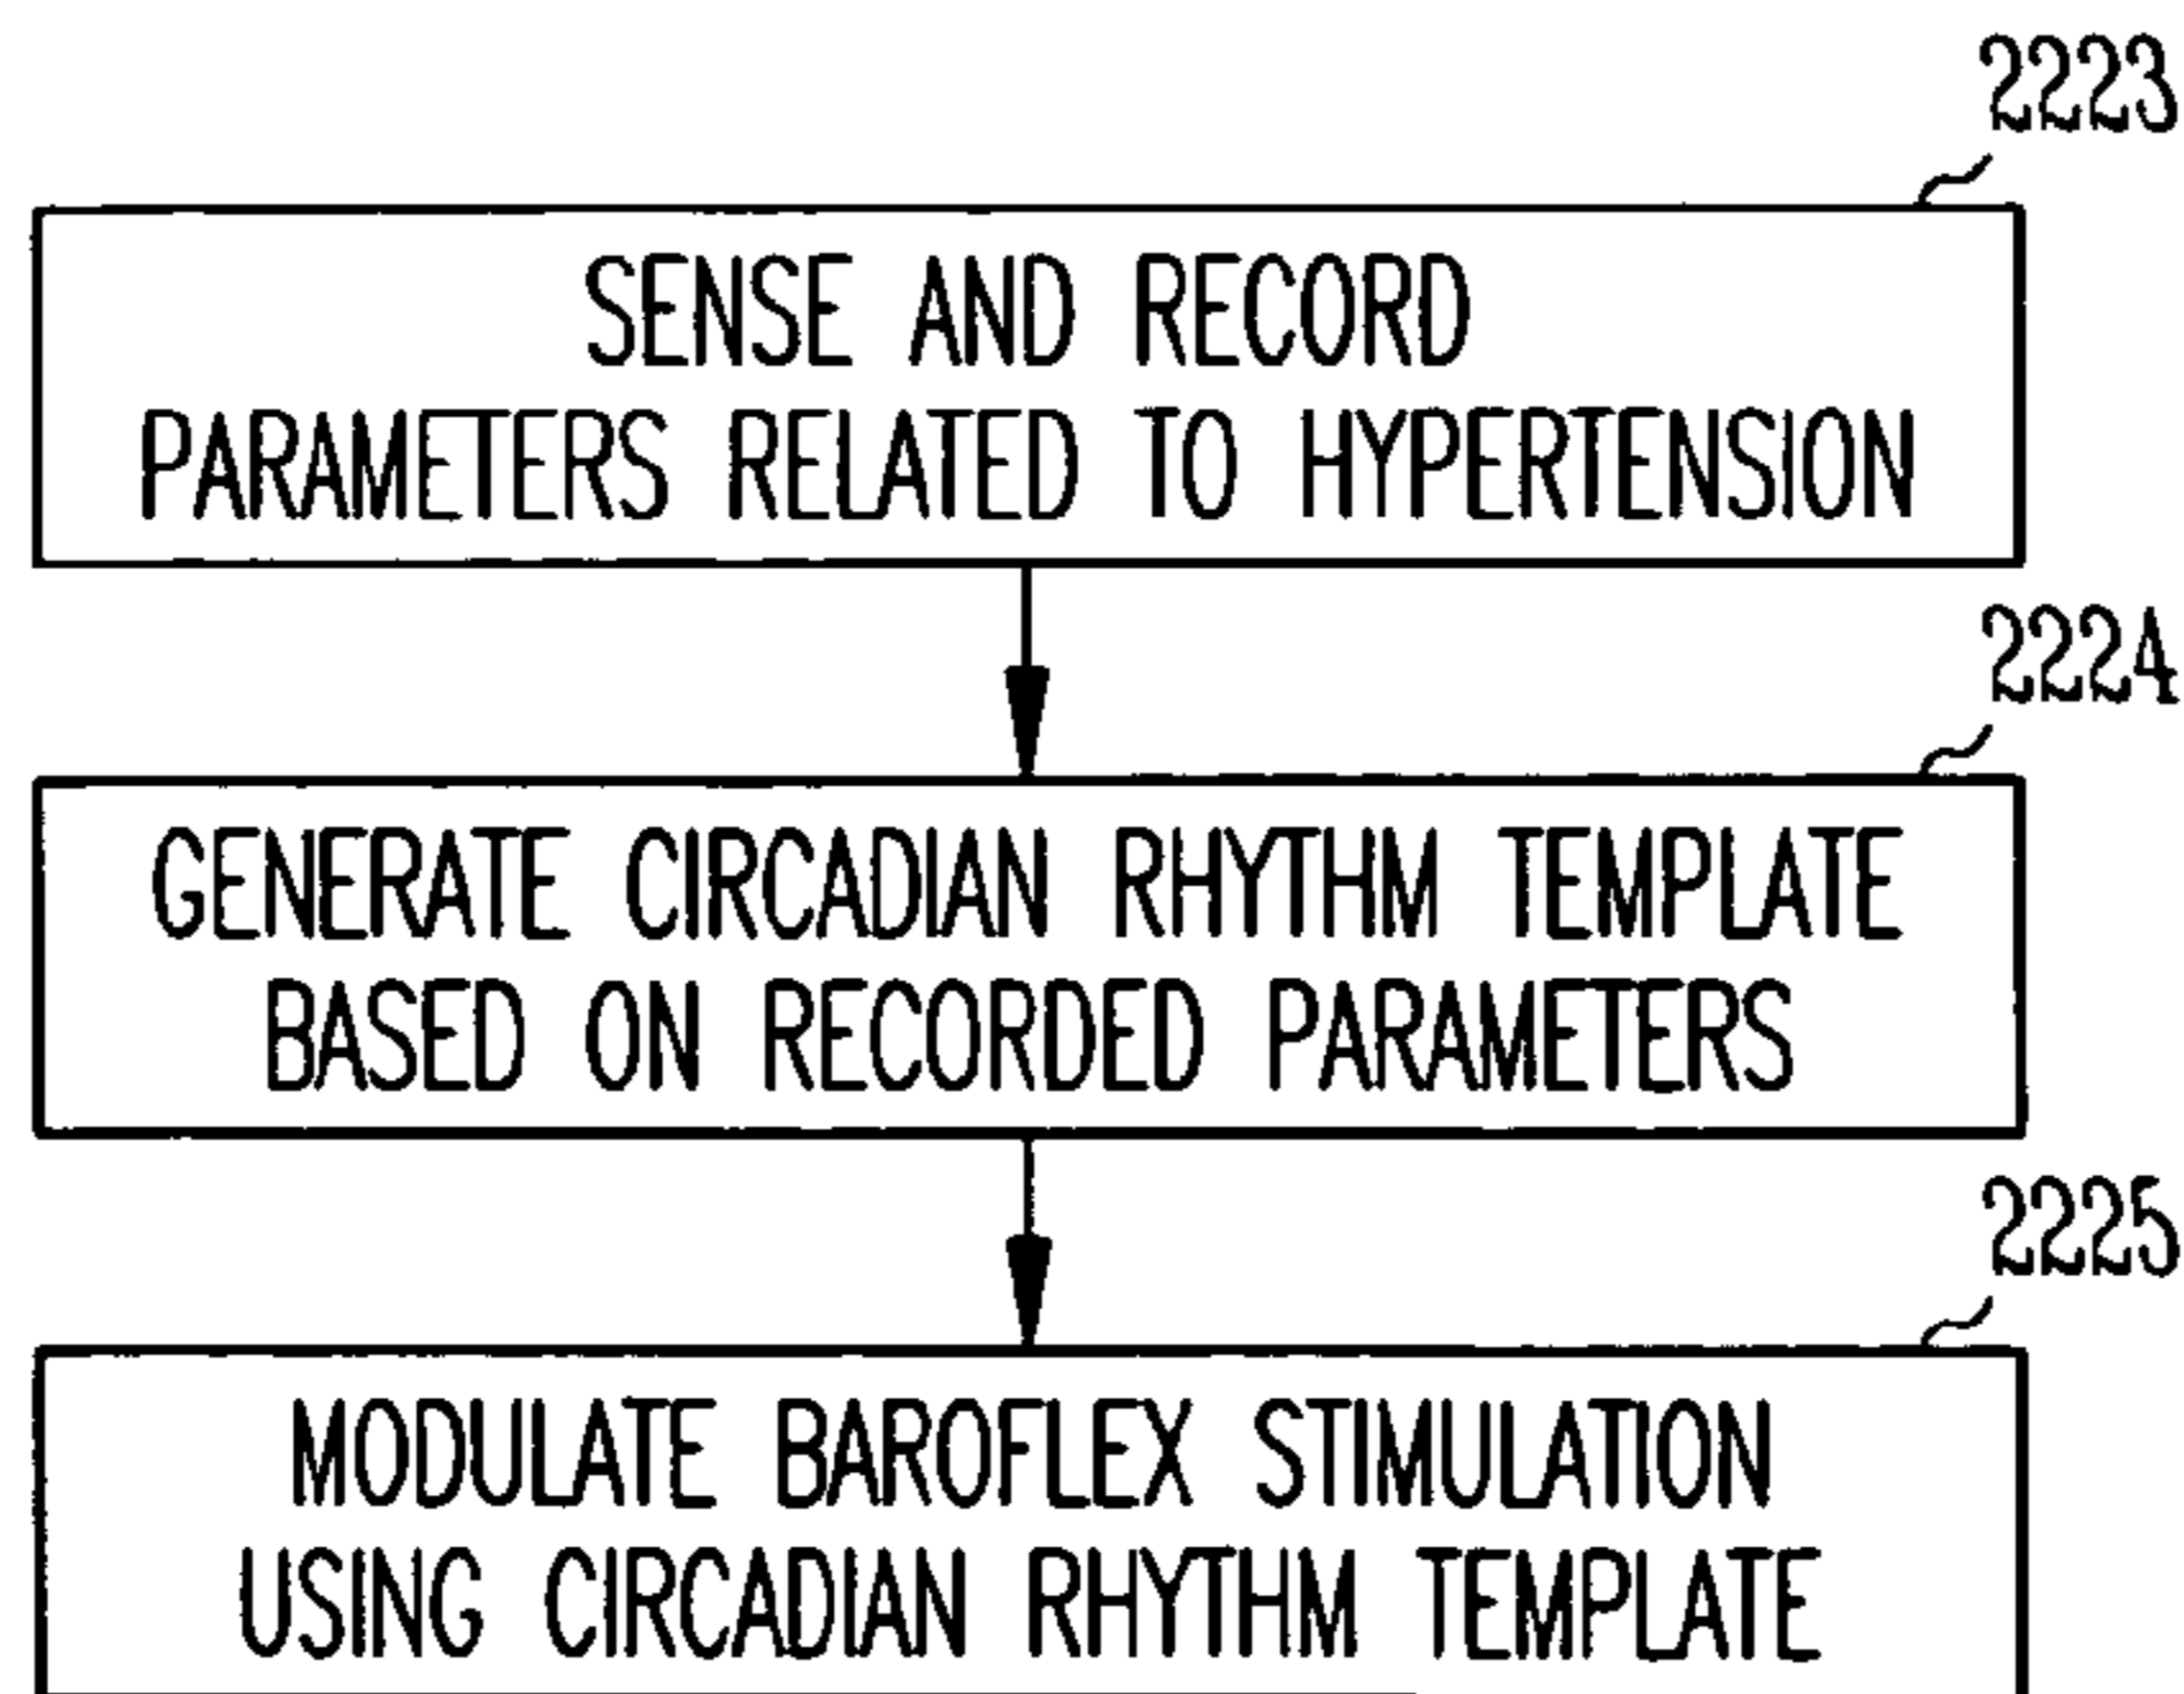 2223
SENSE AND RECORD
PARAMETERS RELATED TO HYPERTENSION
2224
GENERATE CIRCADIAN RHYTHM TEMPLATE
BASED ON RECORDED PARAMETERS
2225
MODULATE BAROFLEX STIMULATION
USING CIRCADIAN RHYTHM TEMPLATE